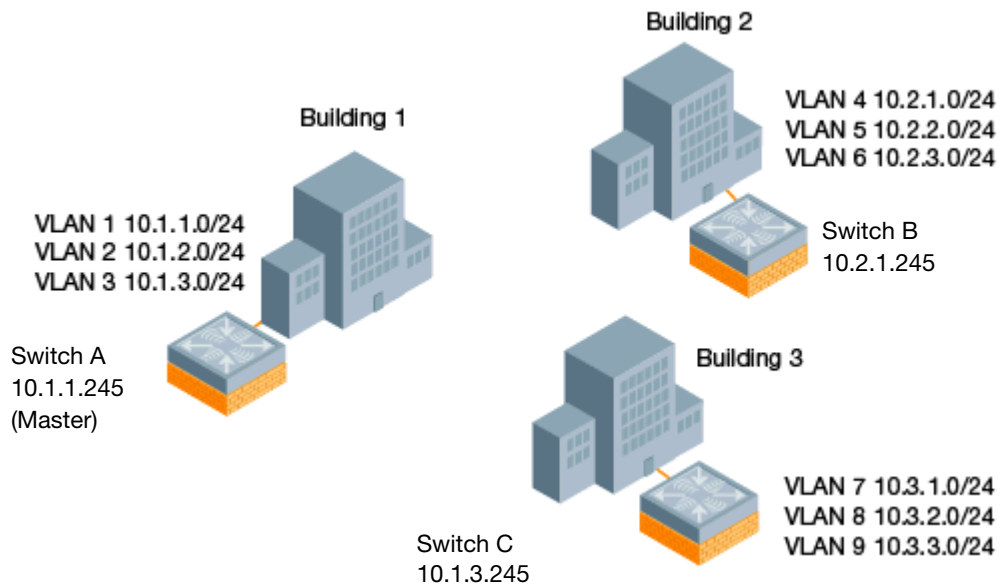 Building 2
VLAN 4 10.2.1.0/24
VLAN 5 10.2.2.0/24
VLAN 6 10.2.3.0/24
Switch B
10.2.1.245
Building 1
VLAN 1 10.1.1.0/24
VLAN 2 10.1.2.0/24
VLAN 3 10.1.3.0/24
Switch A
10.1.1.245
(Master)
Building 3
VLAN 7 10.3.1.0/24
VLAN 8 10.3.2.0/24
VLAN 9 10.3.3.0/24
Switch C
10.1.3.245